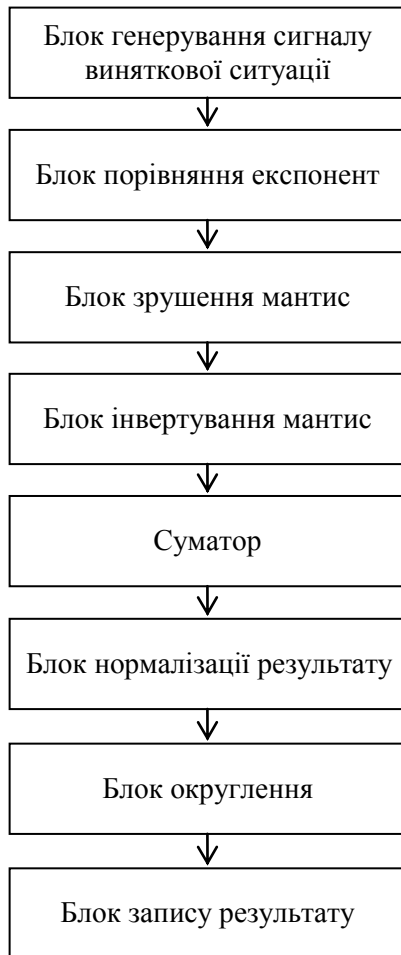 Блок генерування сигналу
виняткової ситуації
Блок порівняння експонент
Блок зрушення мантис
Блок інвертування мантис
Суматор
Блок нормалізації результату
Блок округлення
Блок запису результату